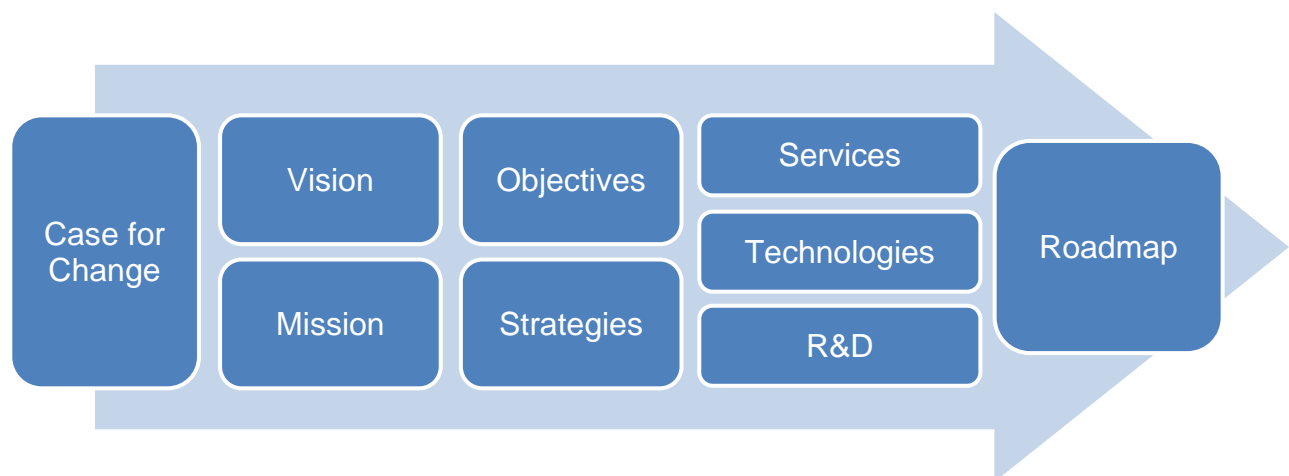 Case for
Change
Vision
Mission
Objectives
Strategies
Services
Technologies
R&D
Roadmap